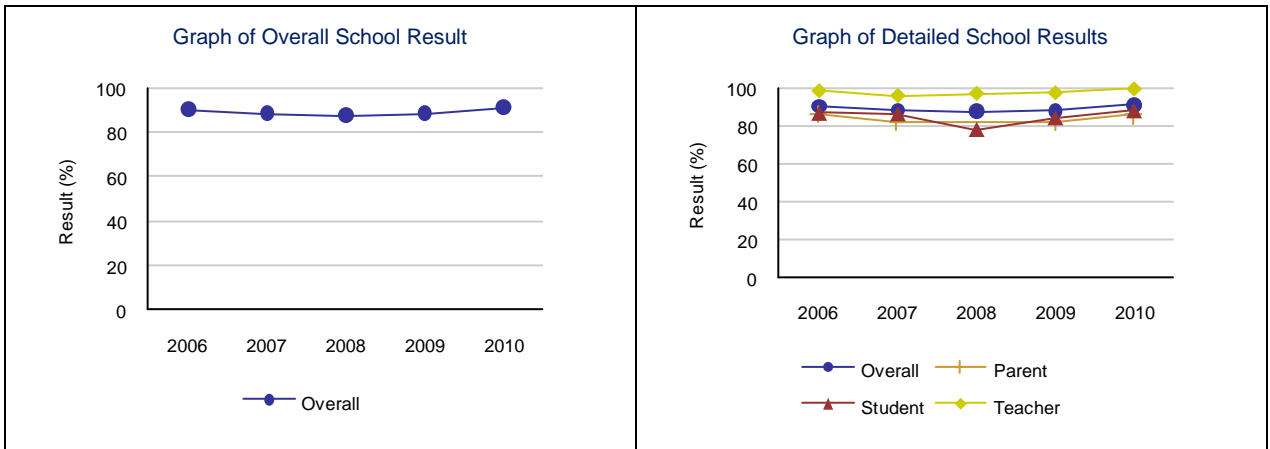 Graph of Overall School Result
100
80
60
40
20
0
Result (%)
2006 2007 2008 2009 2010
Overall
Graph of Detailed School Results
100
80
60
40
20
0
Result (%)
2006 2007 2008 2009 2010
Overall Parent
Student Teacher